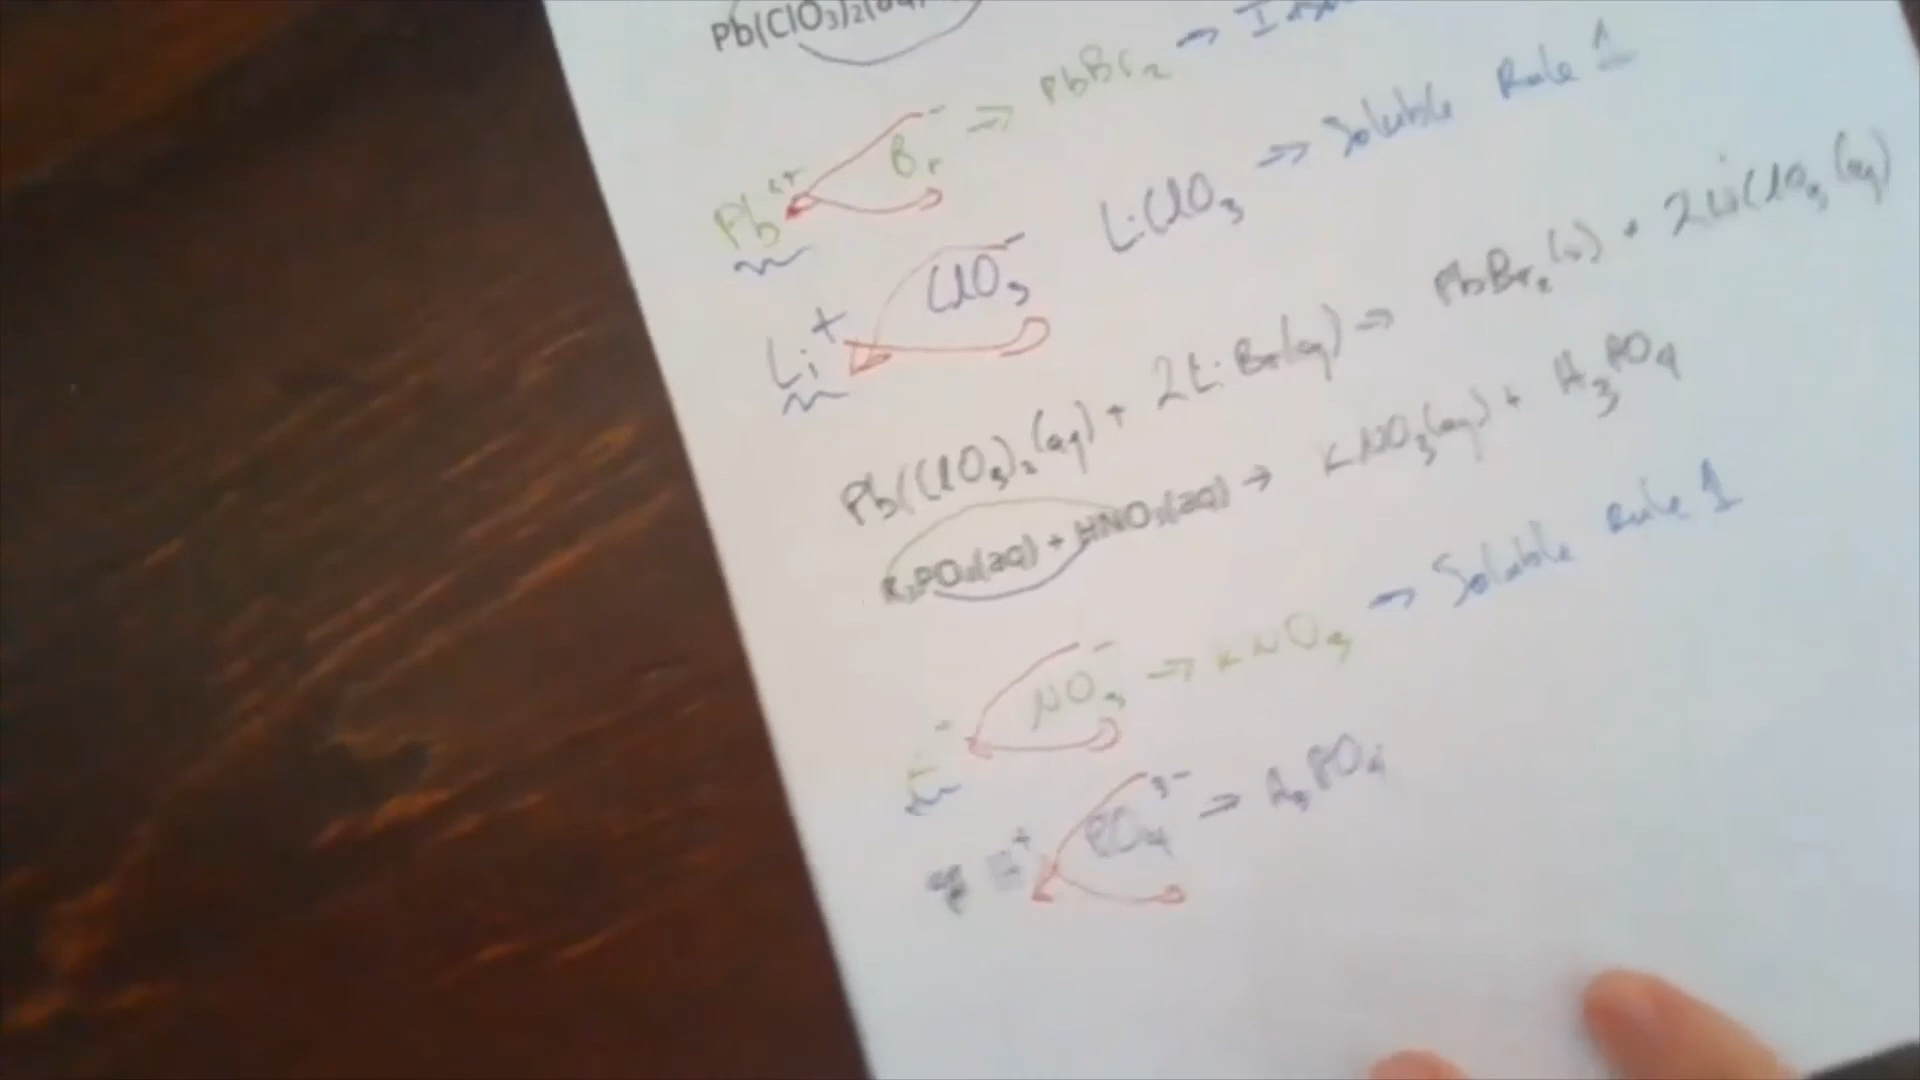 Pb(ClO₃)₂(aq)
PbBr₂ →
Pb²⁺ Br⁻ ⇒
Li⁺ ClO₃⁻ LiClO₃ ⇒ Soluble Rule 1
Pb(ClO₃)₂(aq) + 2LiBr(aq) ⇒ PbBr₂(s) + 2LiClO₃(aq)
K₃PO₄(aq) + HNO₃(aq) → KNO₃(aq) + H₃PO₄
NO₃⁻ ⇒ KNO₃ → Soluble Rule 1
H⁺ PO₄³⁻ ⇒ H₃PO₄